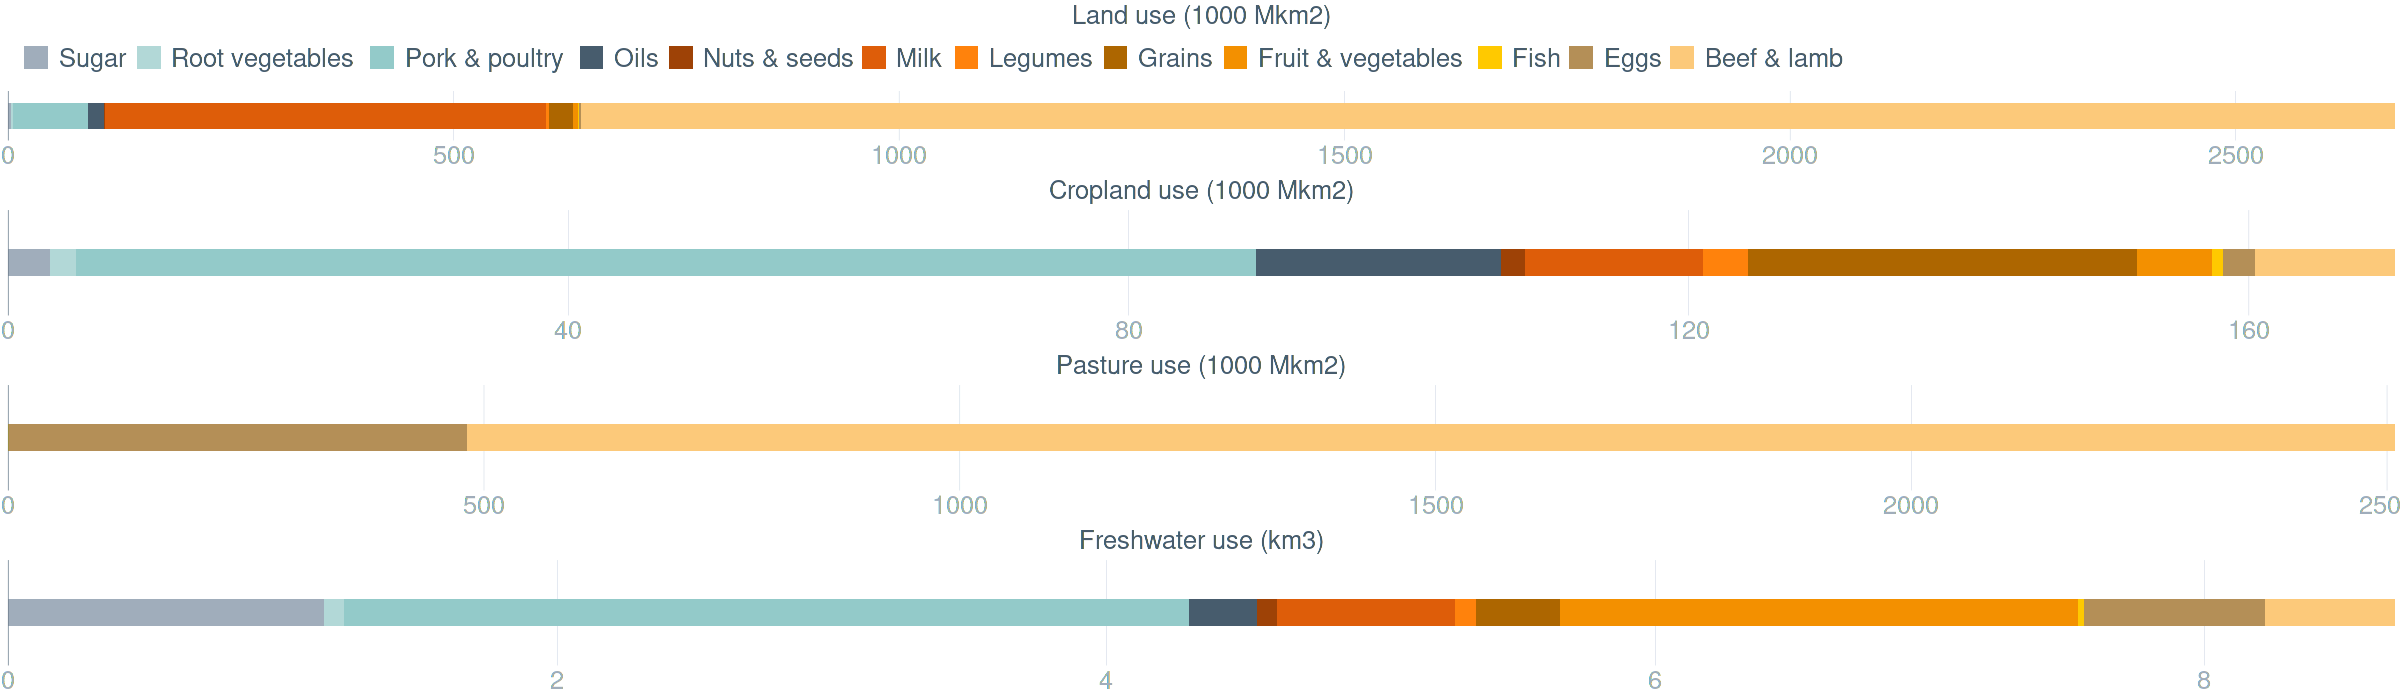 Land use (1000 Mkm2)
Sugar Root vegetables Pork & poultry Oils Nuts & seeds Milk Legumes Grains Fruit & vegetables Fish Eggs Beef & lamb
0 500 1000 1500 2000 2500
Cropland use (1000 Mkm2)
0 40 80 120 160
Pasture use (1000 Mkm2)
0 500 1000 1500 2000 250
Freshwater use (km3)
0 2 4 6 8